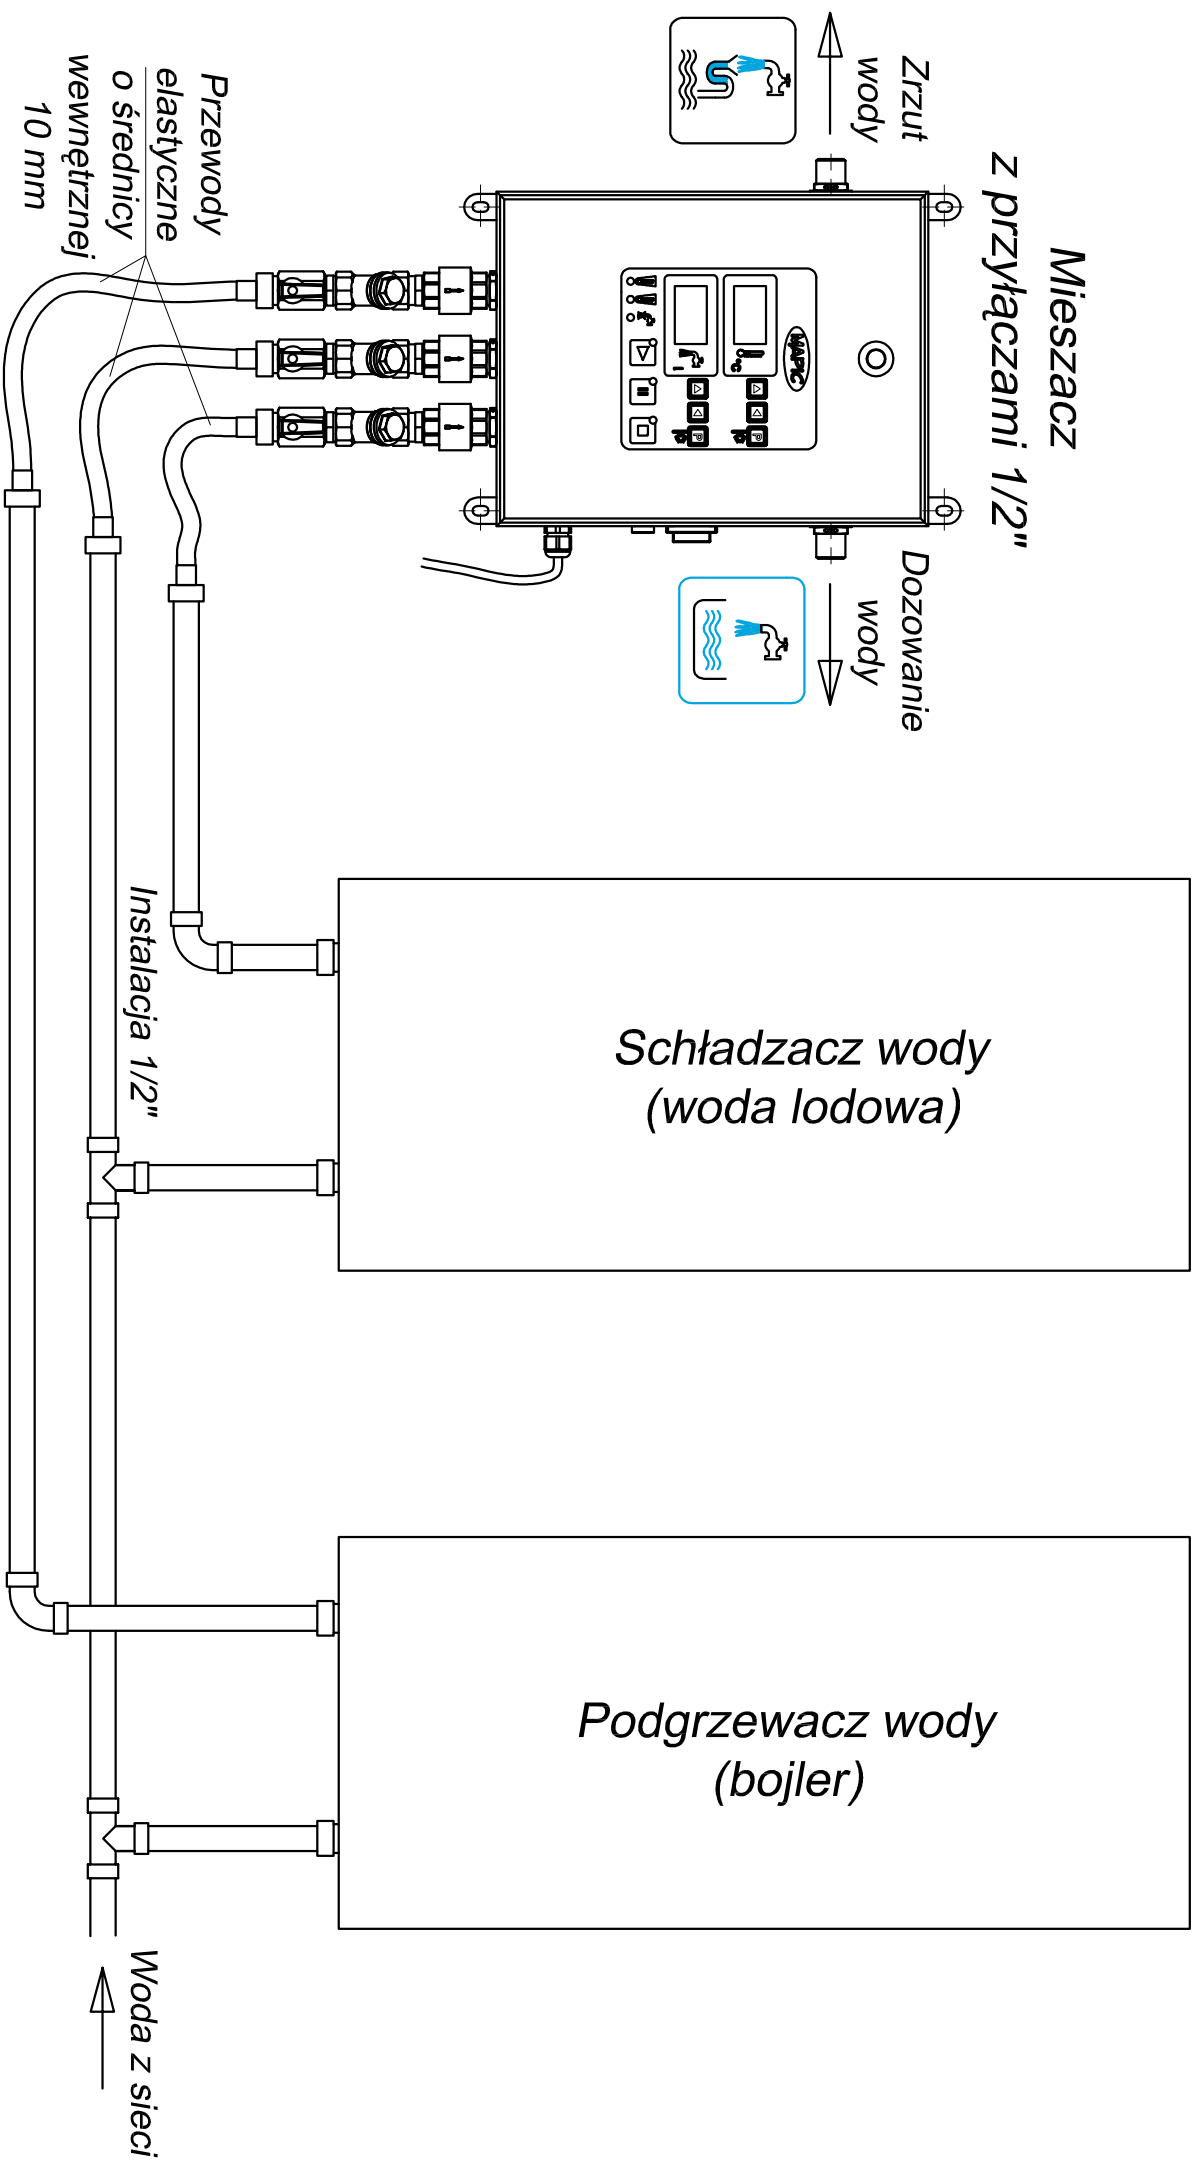 Mieszacz
z przyłączami 1/2"
Zrzut
wody
Dozowanie
wody
MAPIC
°C
P
l
P
Przewody
elastyczne
o średnicy
wewnętrznej
10 mm
Instalacja 1/2"
Schładzacz wody
(woda lodowa)
Podgrzewacz wody
(bojler)
Woda z sieci